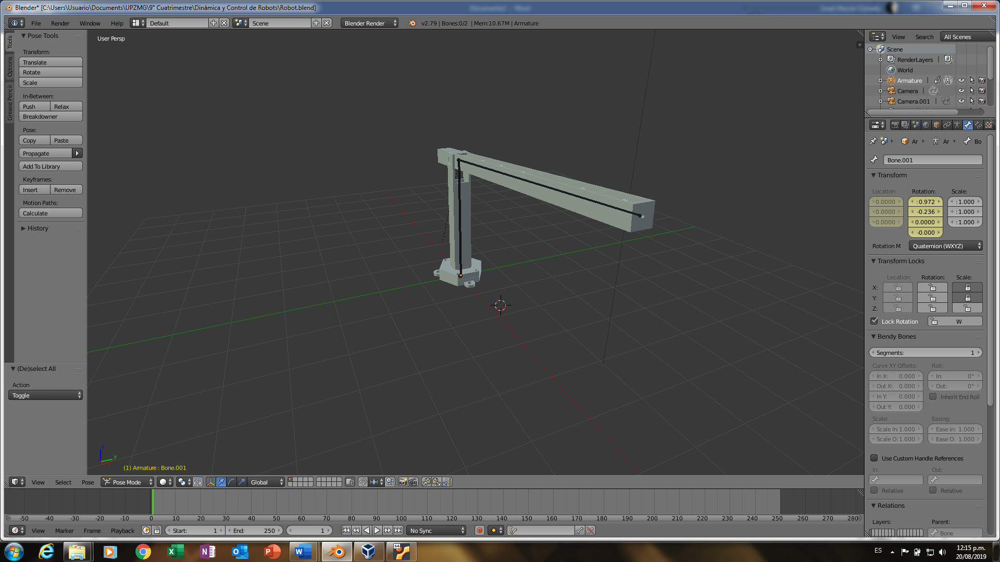 Blender* [C:\Users\Usuario\Documents\UPZMG\9° Cuatrimestre\Dinámica y Control de Robots\Robot.blend]
File Render Window Help Default Scene Blender Render v2.79 | Bones:0/2 | Mem:10.67M | Armature
Tools
Options
Grease Pencil
Pose Tools
Transform:
Translate
Rotate
Scale
In-Between:
Push Relax
Breakdowner
Pose:
Copy Paste
Propagate
Add To Library
Keyframes:
Insert Remove
Motion Paths:
Calculate
History
(De)select All
Action
Toggle
User Persp
z
y
(1) Armature : Bone.001
View Search All Scenes
Scene
RenderLayers
World
Armature
Camera
Camera.001
Ar Ar Bo
Bone.001
Transform
Location: Rotation: Scale:
0.0000 : 0.972 : 1.000
0.0000 -0.236 : 1.000
0.0000 0.0000 : 1.000
-0.000
Rotation M Quaternion (WXYZ)
Transform Locks
Location: Rotation: Scale:
X:
Y:
Z:
Lock Rotation W
Bendy Bones
Segments: 1
Curve XY Offsets: Roll:
In X: 0.000 In: 0°
Out X: 0.000 Out: 0°
In Y: 0.000 Inherit End Roll
Out Y: 0.000
Scale: Easing:
Scale In: 1.000 Ease In: 1.000
Scale O: 1.000 Ease O: 1.000
Use Custom Handle References
In: Out:
Relative Relative
Relations
Layers: Parent:
Bone
View Select Pose Pose Mode Global
-50 -40 -30 -20 -10 0 10 20 30 40 50 60 70 80 90 100 110 120 130 140 150 160 170 180 190 200 210 220 230 240 250 260 270 280
View Marker Frame Playback Start: 1 End: 250 1 No Sync
64
ES
12:15 p.m.
20/08/2019